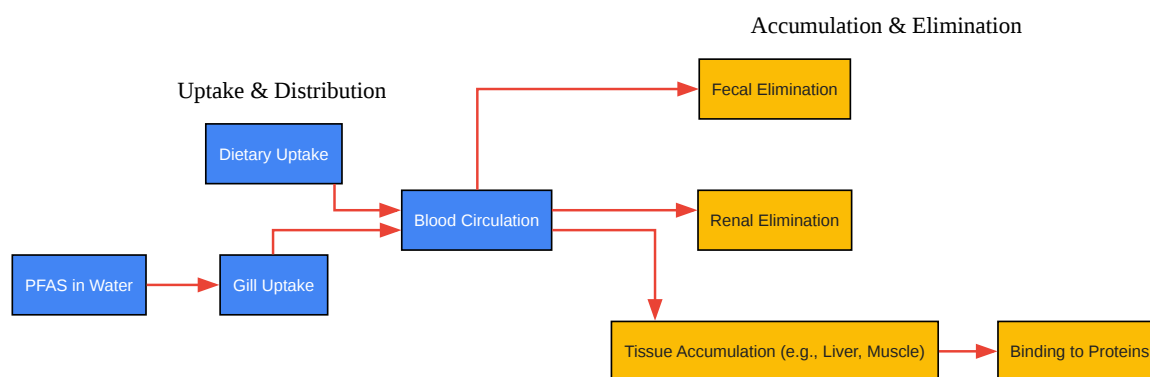 Accumulation & Elimination
Fecal Elimination
Uptake & Distribution
Dietary Uptake
Blood Circulation
Renal Elimination
PFAS in Water
Gill Uptake
Tissue Accumulation (e.g., Liver, Muscle)
Binding to Proteins